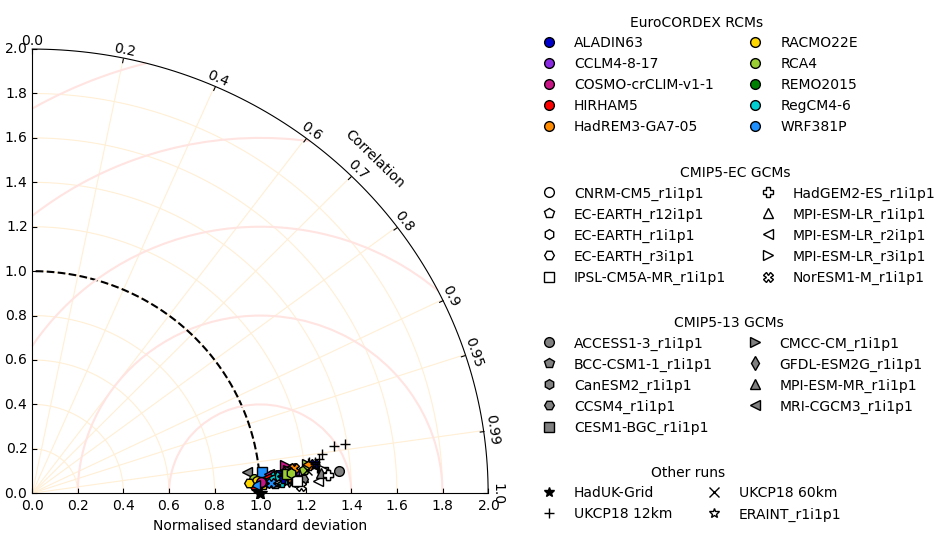 0.0
0.2
0.4
0.6
0.7
0.8
0.9
0.95
0.99
1.0
Correlation
2.0
1.8
1.6
1.4
1.2
1.0
0.8
0.6
0.4
0.2
0.0
0.0 0.2 0.4 0.6 0.8 1.0 1.2 1.4 1.6 1.8 2.0
Normalised standard deviation
EuroCORDEX RCMs
ALADIN63
CCLM4-8-17
COSMO-crCLIM-v1-1
HIRHAM5
HadREM3-GA7-05
RACMO22E
RCA4
REMO2015
RegCM4-6
WRF381P
CMIP5-EC GCMs
CNRM-CM5_r1i1p1
EC-EARTH_r12i1p1
EC-EARTH_r1i1p1
EC-EARTH_r3i1p1
IPSL-CM5A-MR_r1i1p1
HadGEM2-ES_r1i1p1
MPI-ESM-LR_r1i1p1
MPI-ESM-LR_r2i1p1
MPI-ESM-LR_r3i1p1
NorESM1-M_r1i1p1
CMIP5-13 GCMs
ACCESS1-3_r1i1p1
BCC-CSM1-1_r1i1p1
CanESM2_r1i1p1
CCSM4_r1i1p1
CESM1-BGC_r1i1p1
CMCC-CM_r1i1p1
GFDL-ESM2G_r1i1p1
MPI-ESM-MR_r1i1p1
MRI-CGCM3_r1i1p1
Other runs
HadUK-Grid
UKCP18 12km
UKCP18 60km
ERAINT_r1i1p1